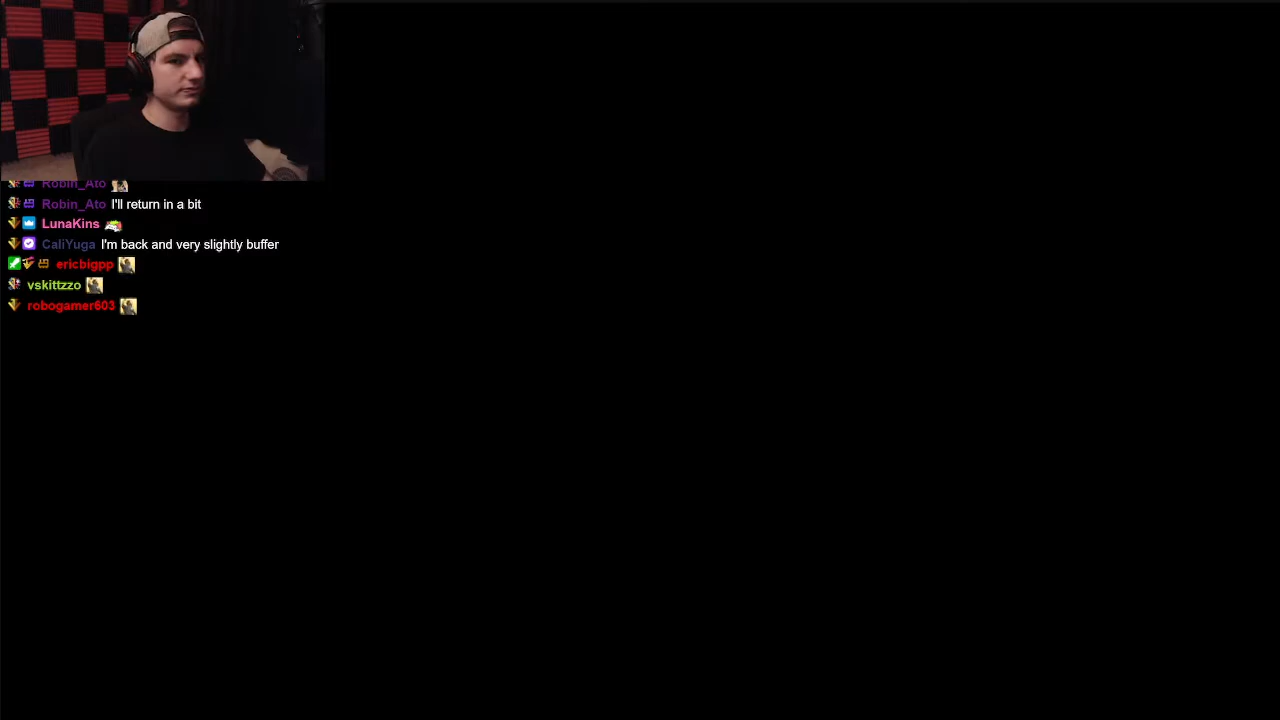 Robin_Ato
Robin_Ato I'll return in a bit
LunaKins
CaliYuga I'm back and very slightly buffer
ericbigpp
vskittzzo
robogamer603